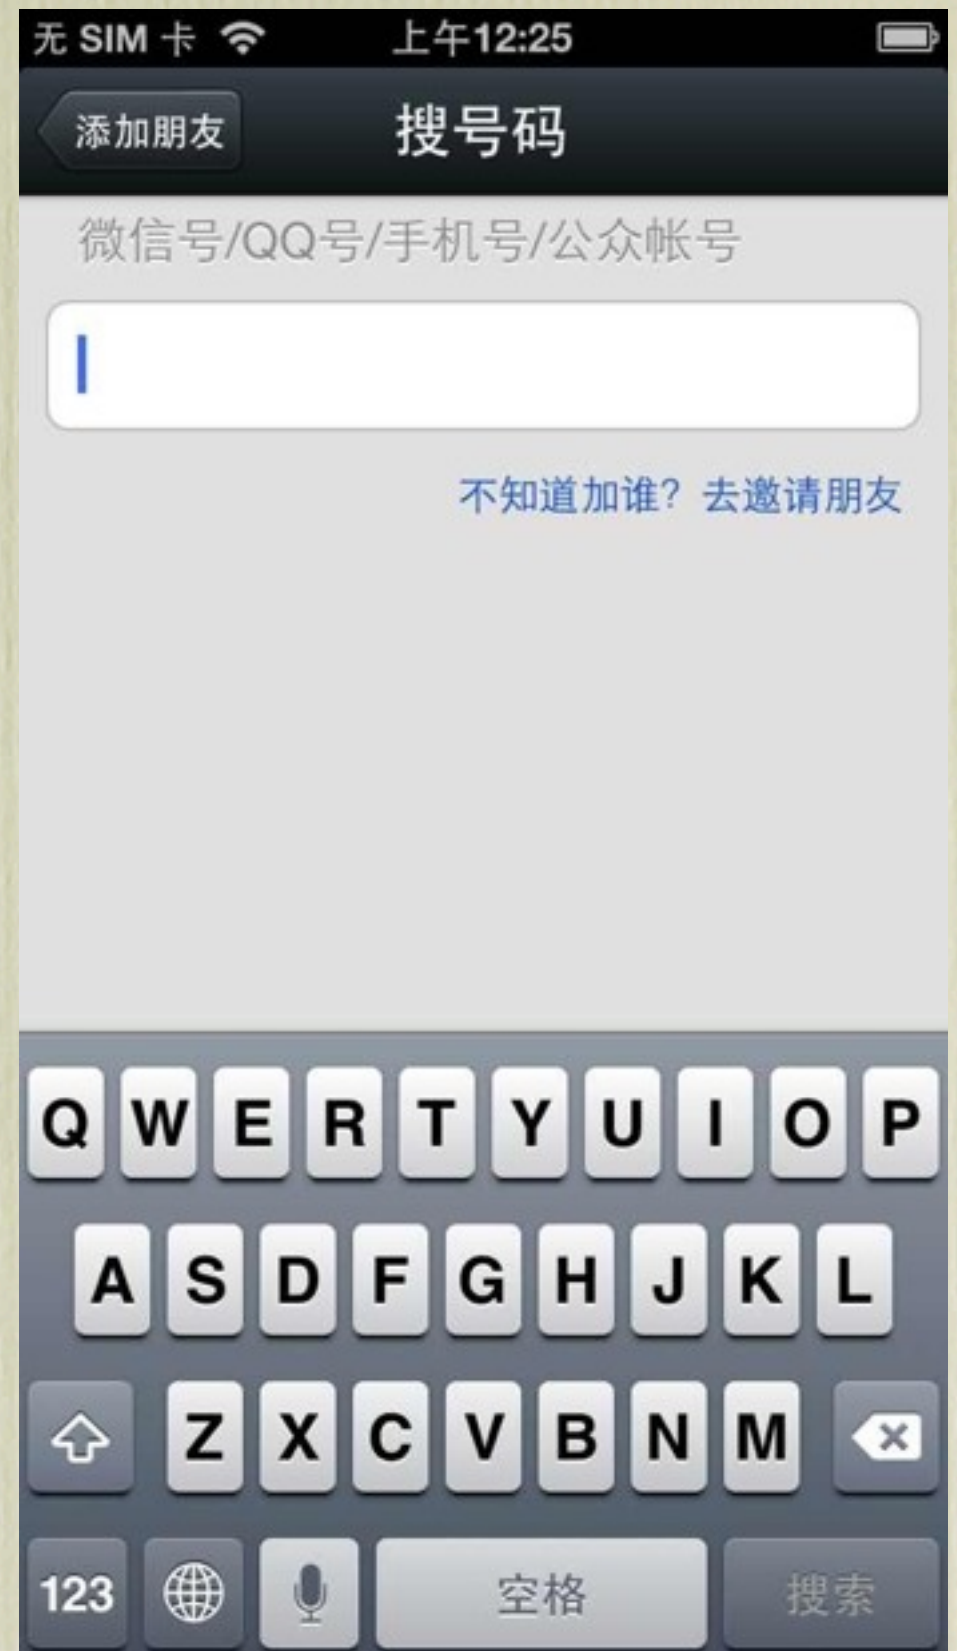 无 SIM 卡 上午12:25
添加朋友 搜号码
微信号/QQ号/手机号/公众帐号
不知道加谁？去邀请朋友
Q W E R T Y U I O P
A S D F G H J K L
Z X C V B N M
123 空格 搜索